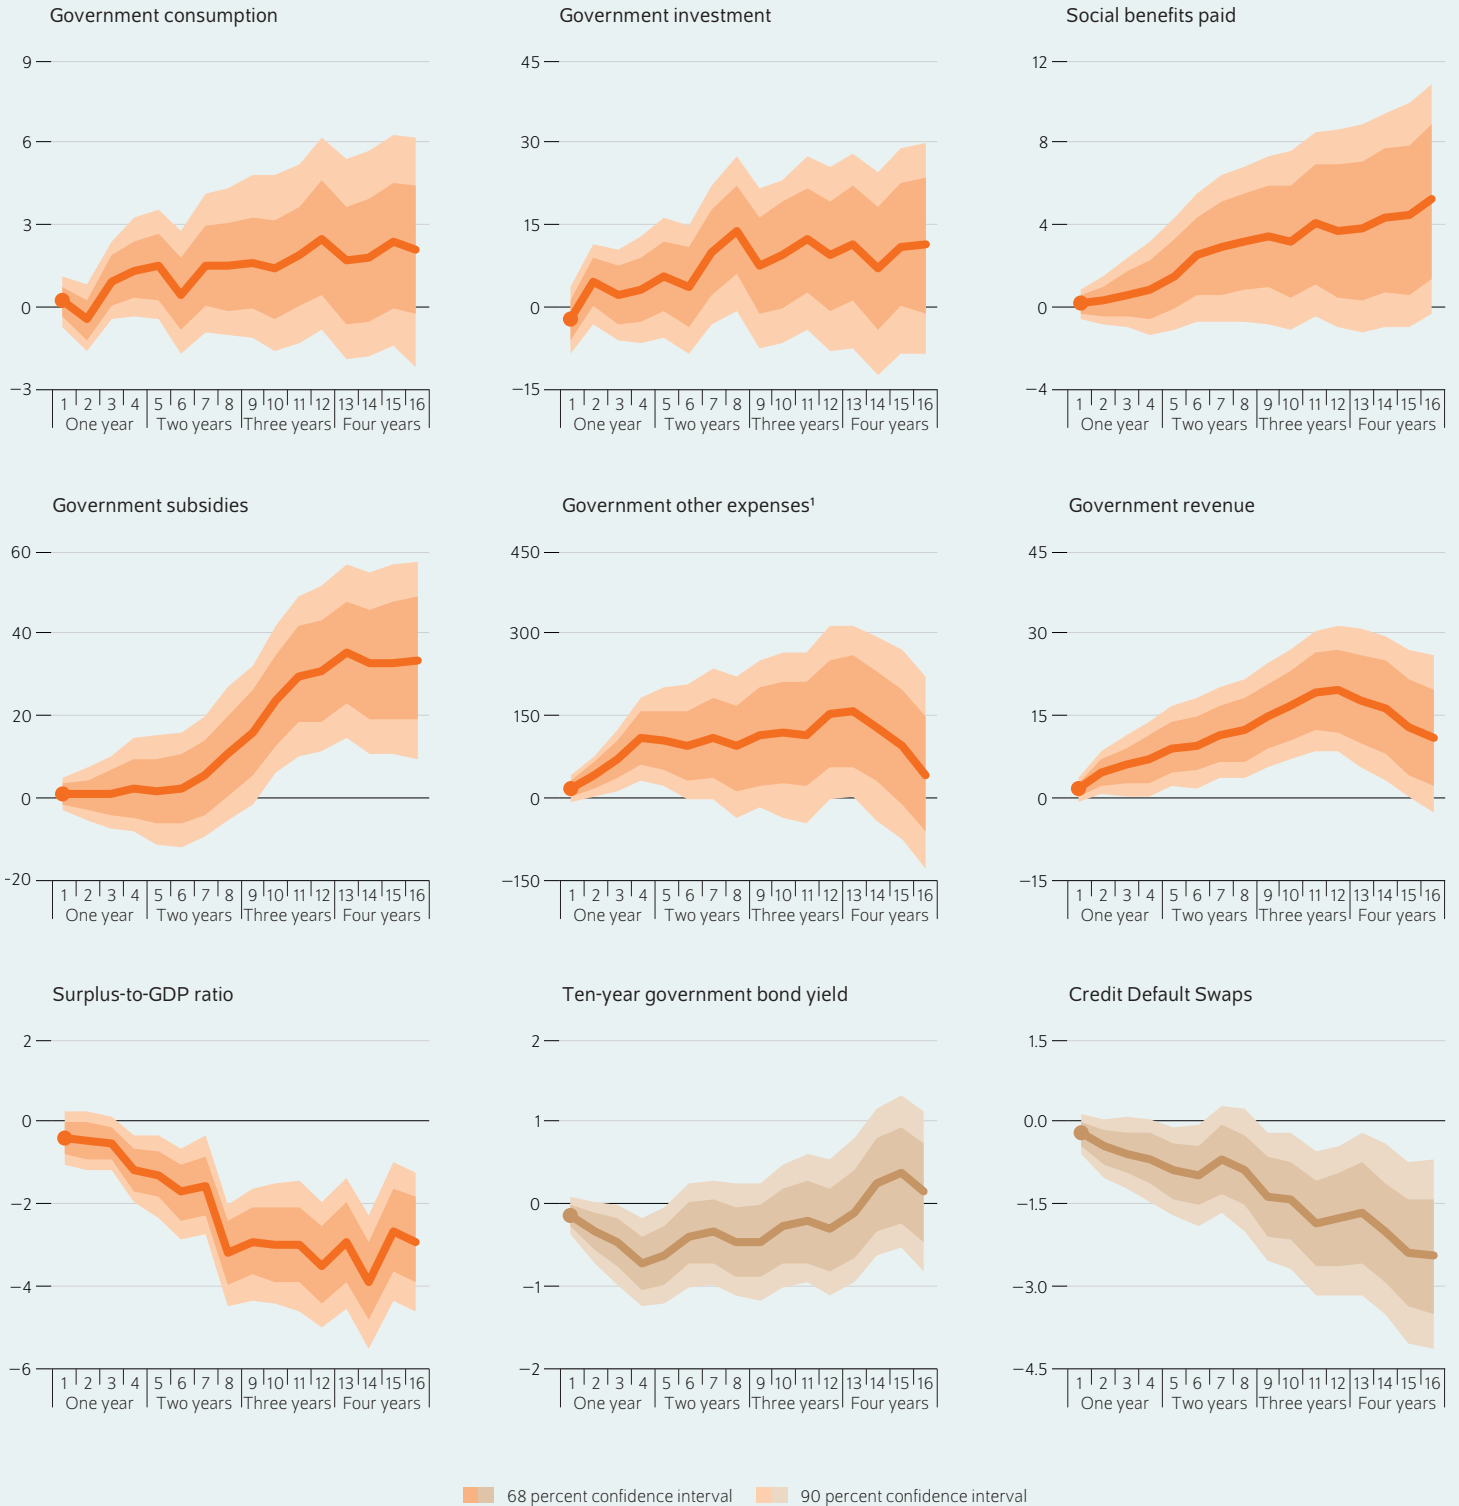 Government consumption
9
6
3
0
−3
1 2 3 4 5 6 7 8 9 10 11 12 13 14 15 16
One year Two years Three years Four years
Government investment
45
30
15
0
−15
1 2 3 4 5 6 7 8 9 10 11 12 13 14 15 16
One year Two years Three years Four years
Social benefits paid
12
8
4
0
−4
1 2 3 4 5 6 7 8 9 10 11 12 13 14 15 16
One year Two years Three years Four years
Government subsidies
60
40
20
0
-20
1 2 3 4 5 6 7 8 9 10 11 12 13 14 15 16
One year Two years Three years Four years
Government other expenses¹
450
300
150
0
−150
1 2 3 4 5 6 7 8 9 10 11 12 13 14 15 16
One year Two years Three years Four years
Government revenue
45
30
15
0
−15
1 2 3 4 5 6 7 8 9 10 11 12 13 14 15 16
One year Two years Three years Four years
Surplus-to-GDP ratio
2
0
−2
−4
−6
1 2 3 4 5 6 7 8 9 10 11 12 13 14 15 16
One year Two years Three years Four years
Ten-year government bond yield
2
1
0
−1
−2
1 2 3 4 5 6 7 8 9 10 11 12 13 14 15 16
One year Two years Three years Four years
Credit Default Swaps
1.5
0.0
−1.5
−3.0
−4.5
1 2 3 4 5 6 7 8 9 10 11 12 13 14 15 16
One year Two years Three years Four years
68 percent confidence interval
90 percent confidence interval